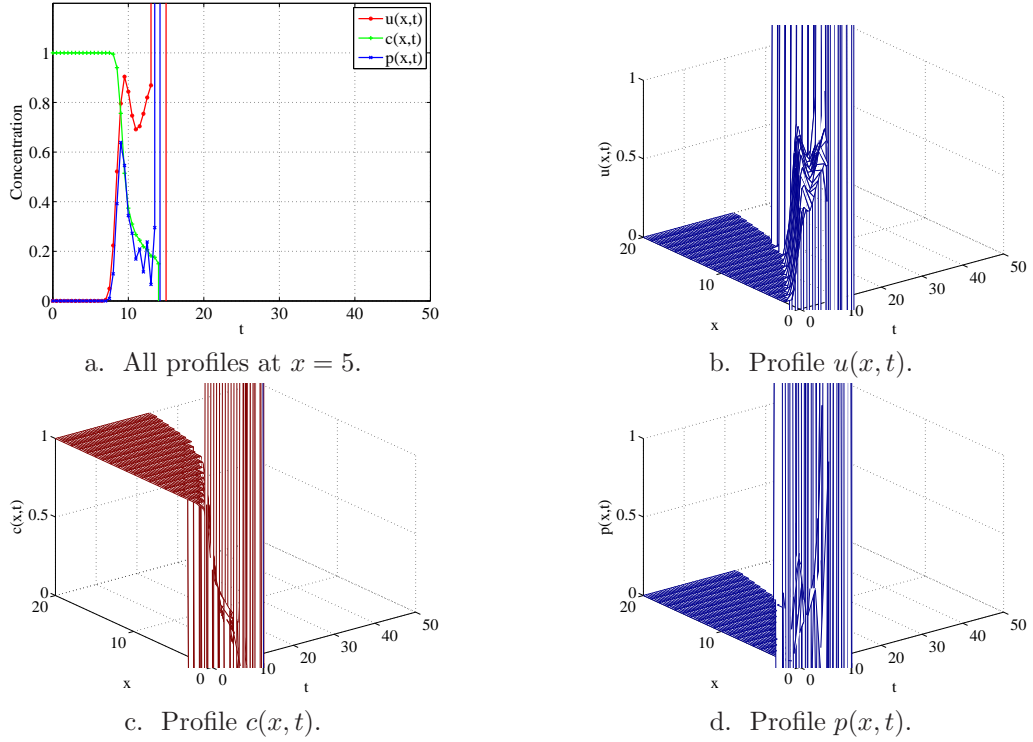 1
0.8
0.6
0.4
0.2
0
Concentration
0 10 20 30 40 50
t
u(x,t)
c(x,t)
p(x,t)
a. All profiles at x = 5.
1
0.5
0
u(x,t)
20
10
0
x
0
10
20
30
40
50
t
b. Profile u(x, t).
1
0.5
0
c(x,t)
20
10
0
x
0
10
20
30
40
50
t
c. Profile c(x, t).
1
0.5
0
p(x,t)
20
10
0
x
0
10
20
30
40
50
t
d. Profile p(x, t).